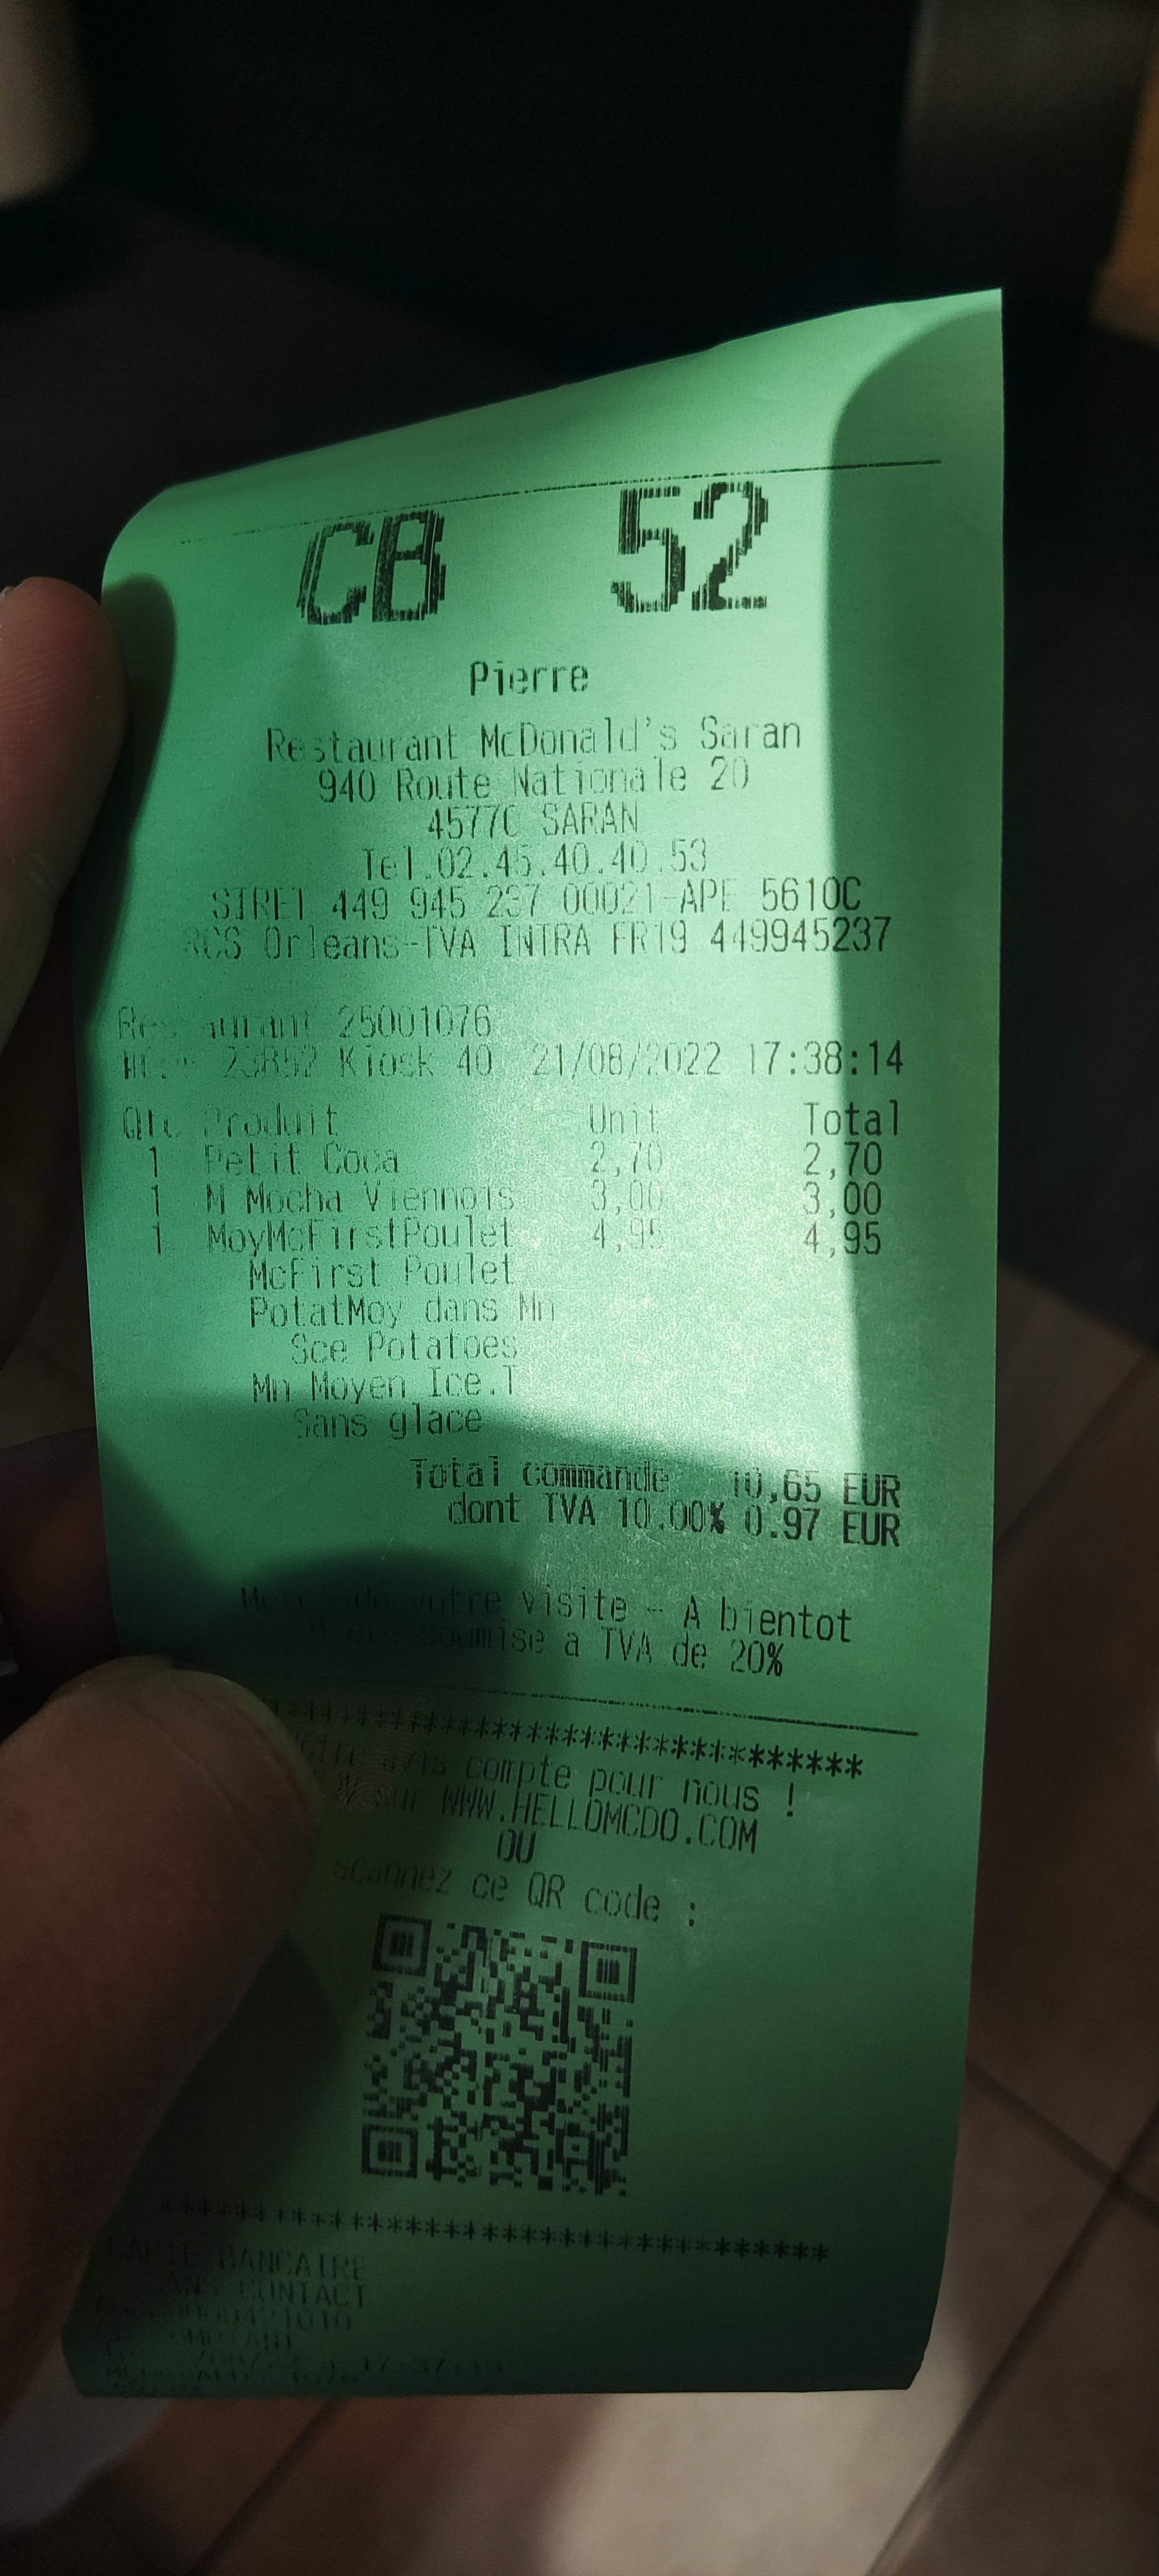 CB 52
Pierre
Restaurant McDonald's Saran
940 Route Nationale 20
45770 SARAN
Tel.02.45.40.40.53
SIRET 449 945 237 00021-APE 5610C
RCS Orleans-TVA INTRA FR19 449945237
Restaurant 25001076
Kiosk 40 21/08/2022 17:38:14
Qte Produit Unit Total
1 Petit Coca 2,70 2,70
1 M Mocha Viennois 3,00 3,00
1 MoyMcFirstPoulet 4,95 4,95
McFirst Poulet
PotatMoy dans Mn
Sce Potatoes
Mn Moyen Ice.T
Sans glace
Total commande 10,65 EUR
dont TVA 10.00% 0.97 EUR
Merci de votre visite - A bientot
Biere soumise a TVA de 20%
************************************
Votre avis compte pour nous !
sur WWW.HELLOMCDO.COM
OU
Scannez ce QR code :
************************************
CARTE BANCAIRE
SANS CONTACT